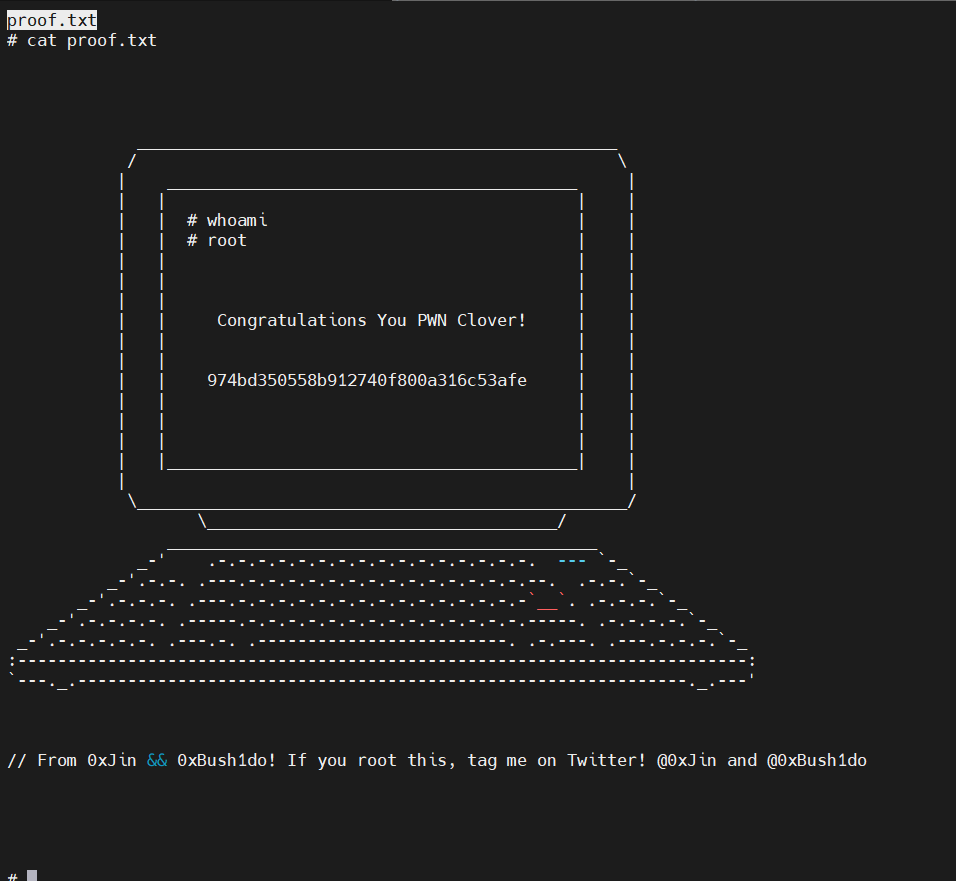 proof.txt
# cat proof.txt
# whoami
# root
Congratulations You PWN Clover!
974bd350558b912740f800a316c53afe
// From 0xJin && 0xBush1do! If you root this, tag me on Twitter! @0xJin and @0xBush1do
#